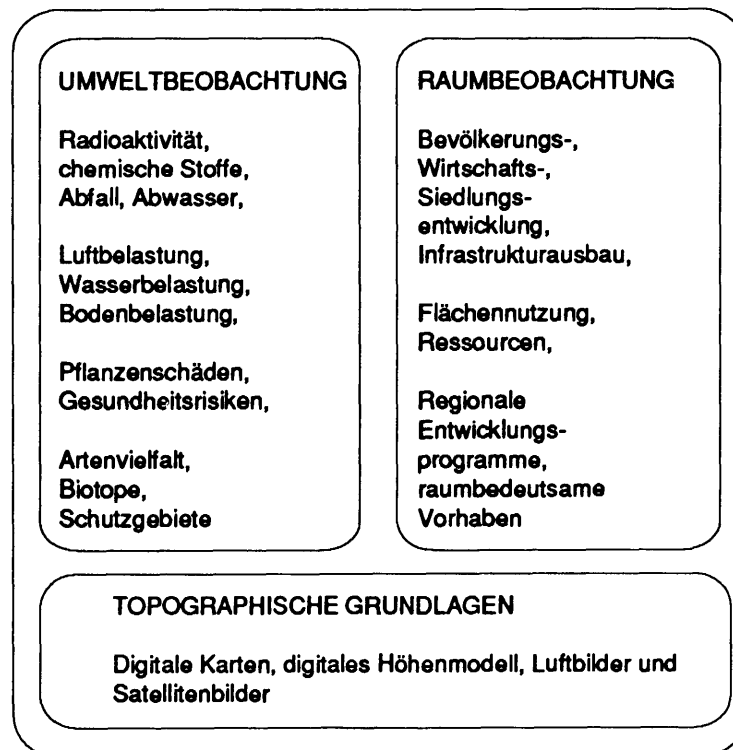 UMWELTBEOBACHTUNG
Radioaktivität,
chemische Stoffe,
Abfall, Abwasser,
Luftbelastung,
Wasserbelastung,
Bodenbelastung,
Pflanzenschäden,
Gesundheitsrisiken,
Artenvielfalt,
Biotope,
Schutzgebiete
RAUMBEOBACHTUNG
Bevölkerungs-,
Wirtschafts-,
Siedlungs-
entwicklung,
Infrastrukturausbau,
Flächennutzung,
Ressourcen,
Regionale
Entwicklungs-
programme,
raumbedeutsame
Vorhaben
TOPOGRAPHISCHE GRUNDLAGEN
Digitale Karten, digitales Höhenmodell, Luftbilder und
Satellitenbilder